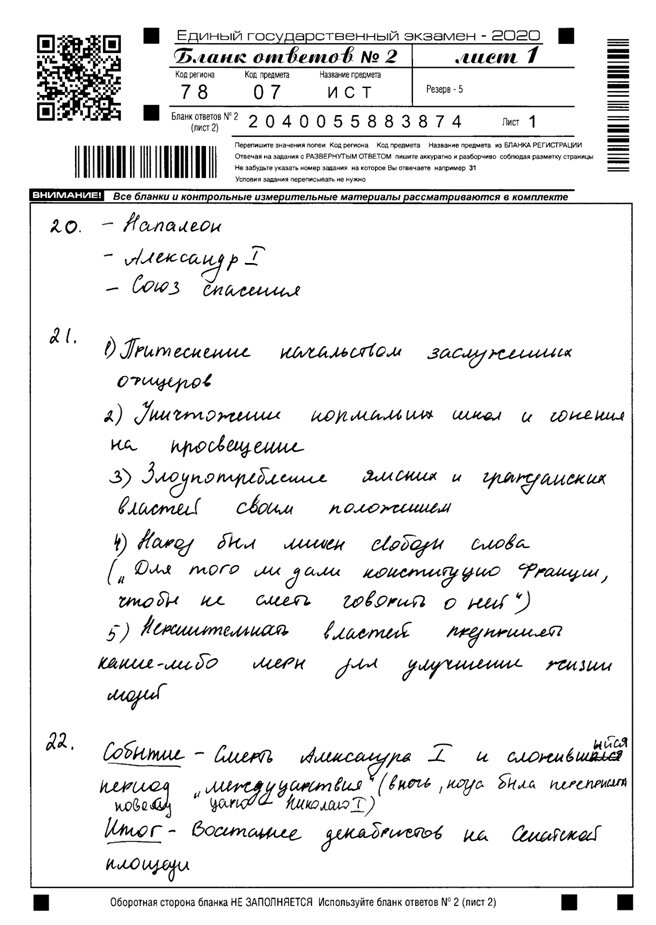 Единый государственный экзамен - 2020
Бланк ответов № 2 лист 1
Код региона Код предмета Название предмета
78 07 ИСТ Резерв - 5
Бланк ответов № 2 (лист 2) 2040055883874 Лист 1
Перепишите значения полей Код региона Код предмета Название предмета из БЛАНКА РЕГИСТРАЦИИ
Отвечая на задания с РАЗВЕРНУТЫМ ОТВЕТОМ пишите аккуратно и разборчиво соблюдая разметку страницы
Не забудьте указать номер задания на которое Вы отвечаете например 31
Условия задания переписывать не нужно
ВНИМАНИЕ! Все бланки и контрольные измерительные материалы рассматриваются в комплекте
20. - Напалеон
- Александр I
- Союз спасения
21. 1) Притеснение начальством заслуженных
офицеров
2) Уничтожение нормальных школ и гонения
на просвещение
3) Злоупотребление земских и гражданских
властей своим положением
4) Народ был лишен свободы слова
(„Для того ли дали конституцию Франции,
чтобы не сметь говорить о ней")
5) Нерешительность властей предпринять
какие-либо меры для улучшение жизни
людей
22. Событие - Смерть Александра I и сложившийся
период „междуцарствия" (в ночь, когда была переприсяга
новому царю Николаю I)
Итог - Восстание декабристов на Сенатской
площади
Оборотная сторона бланка НЕ ЗАПОЛНЯЕТСЯ Используйте бланк ответов № 2 (лист 2)